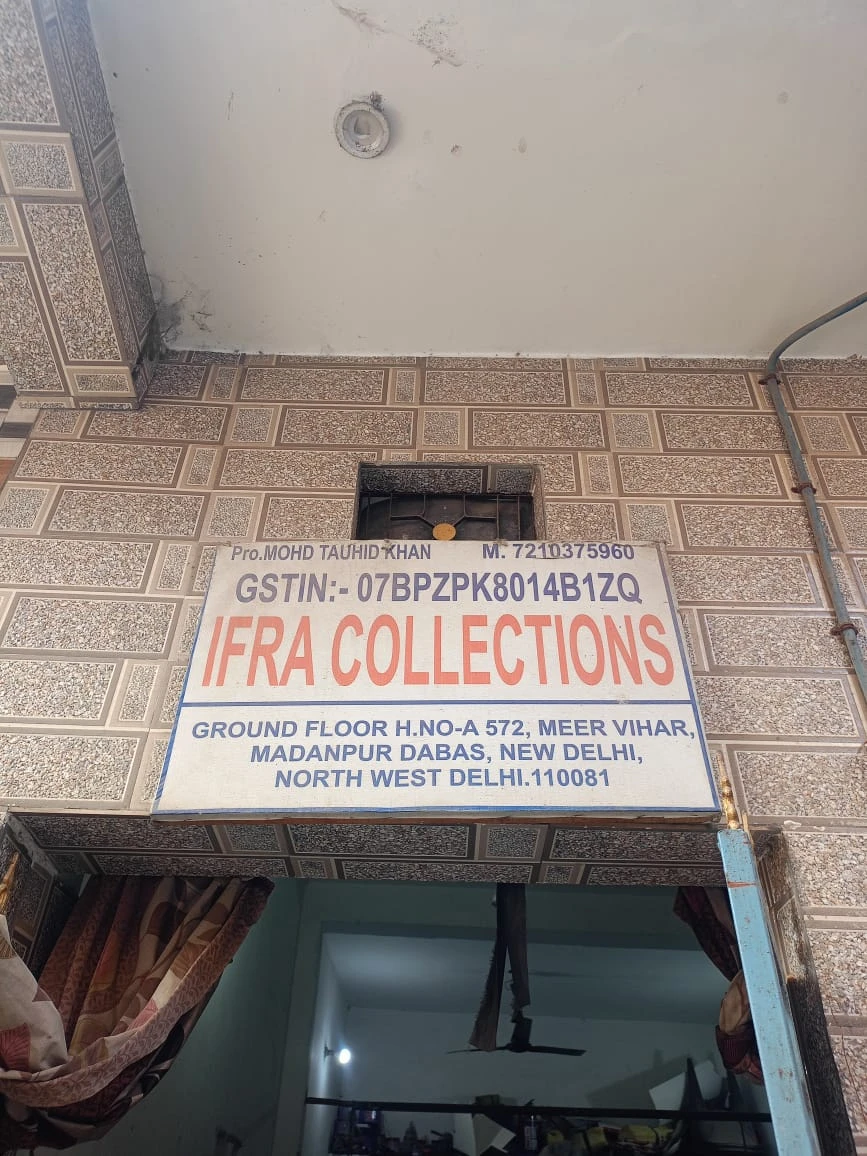 Pro.MOHD TAUHID KHAN M. 7210375960
GSTIN:- 07BPZPK8014B1ZQ
IFRA COLLECTIONS
GROUND FLOOR H.NO-A 572, MEER VIHAR,
MADANPUR DABAS, NEW DELHI,
NORTH WEST DELHI.110081